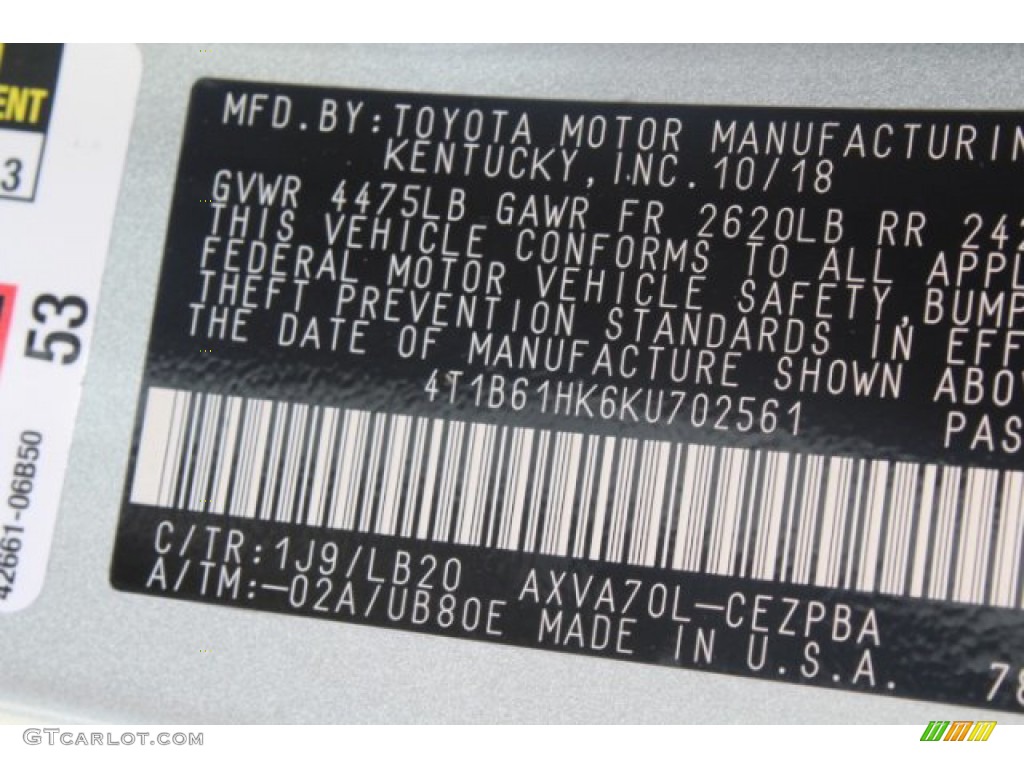 ENT
3
53
42661-06B50
MFD.BY:TOYOTA MOTOR MANUFACTURIN
KENTUCKY, INC. 10/18
GVWR 4475LB GAWR FR 2620LB RR 242
THIS VEHICLE CONFORMS TO ALL APPL
FEDERAL MOTOR VEHICLE SAFETY, BUMP
THEFT PREVENTION STANDARDS IN EFF
THE DATE OF MANUFACTURE SHOWN ABO
4T1B61HK6KU702561 PAS
C/TR:1J9/LB20 AXVA70L-CEZPBA
A/TM:-02A/UB80E MADE IN U.S.A.
78
GTCARLOT.COM